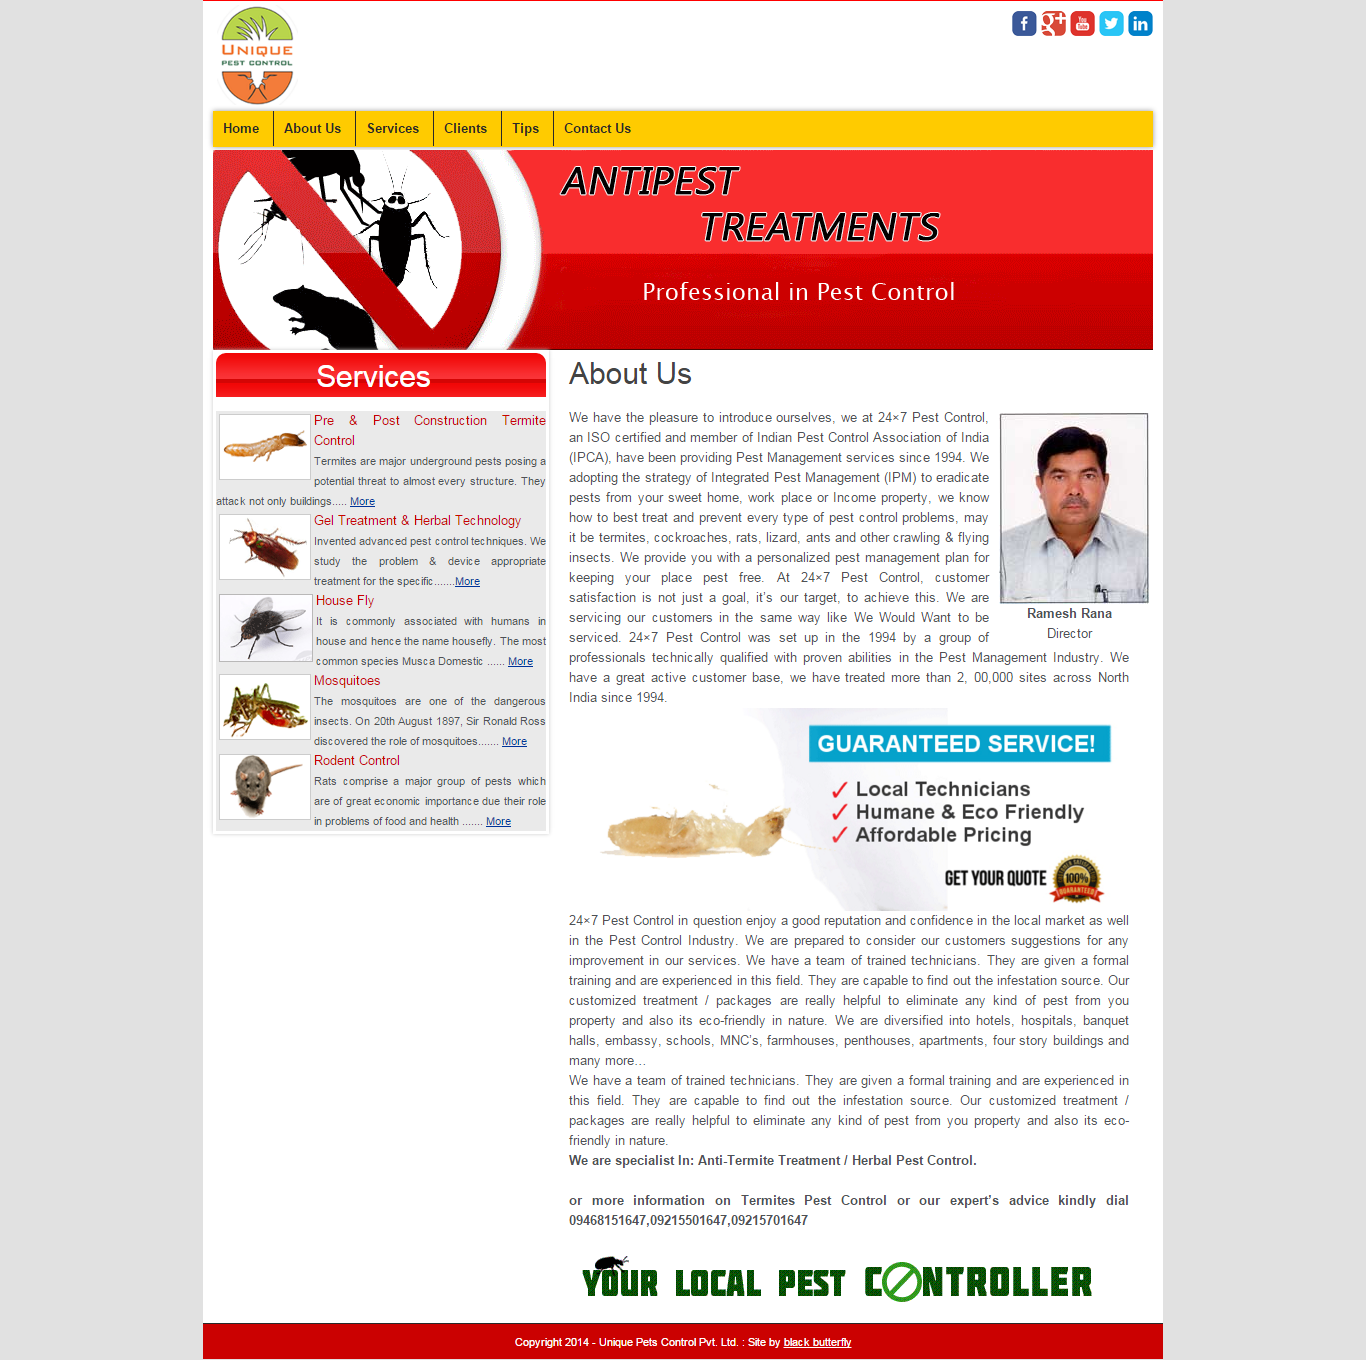 UNIQUE
PEST CONTROL
Home
About Us
Services
Clients
Tips
Contact Us
ANTIPEST
TREATMENTS
Professional in Pest Control
Services
Pre & Post Construction Termite
Control
Termites are major underground pests posing a
potential threat to almost every structure. They
attack not only buildings..... More
Gel Treatment & Herbal Technology
Invented advanced pest control techniques. We
study the problem & device appropriate
treatment for the specific.......More
House Fly
It is commonly associated with humans in
house and hence the name housefly. The most
common species Musca Domestic ...... More
Mosquitoes
The mosquitoes are one of the dangerous
insects. On 20th August 1897, Sir Ronald Ross
discovered the role of mosquitoes....... More
Rodent Control
Rats comprise a major group of pests which
are of great economic importance due their role
in problems of food and health ....... More
About Us
We have the pleasure to introduce ourselves, we at 24×7 Pest Control,
an ISO certified and member of Indian Pest Control Association of India
(IPCA), have been providing Pest Management services since 1994. We
adopting the strategy of Integrated Pest Management (IPM) to eradicate
pests from your sweet home, work place or Income property, we know
how to best treat and prevent every type of pest control problems, may
it be termites, cockroaches, rats, lizard, ants and other crawling & flying
insects. We provide you with a personalized pest management plan for
keeping your place pest free. At 24×7 Pest Control, customer
satisfaction is not just a goal, it's our target, to achieve this. We are
servicing our customers in the same way like We Would Want to be
serviced. 24×7 Pest Control was set up in the 1994 by a group of
professionals technically qualified with proven abilities in the Pest Management Industry. We
have a great active customer base, we have treated more than 2, 00,000 sites across North
India since 1994.
Ramesh Rana
Director
GUARANTEED SERVICE!
Local Technicians
Humane & Eco Friendly
Affordable Pricing
GET YOUR QUOTE
100%
24×7 Pest Control in question enjoy a good reputation and confidence in the local market as well
in the Pest Control Industry. We are prepared to consider our customers suggestions for any
improvement in our services. We have a team of trained technicians. They are given a formal
training and are experienced in this field. They are capable to find out the infestation source. Our
customized treatment / packages are really helpful to eliminate any kind of pest from you
property and also its eco-friendly in nature. We are diversified into hotels, hospitals, banquet
halls, embassy, schools, MNC's, farmhouses, penthouses, apartments, four story buildings and
many more...
We have a team of trained technicians. They are given a formal training and are experienced in
this field. They are capable to find out the infestation source. Our customized treatment /
packages are really helpful to eliminate any kind of pest from you property and also its eco-
friendly in nature.
We are specialist In: Anti-Termite Treatment / Herbal Pest Control.
or more information on Termites Pest Control or our expert's advice kindly dial
09468151647,09215501647,09215701647
YOUR LOCAL PEST CONTROLLER
Copyright 2014 - Unique Pets Control Pvt. Ltd. : Site by black butterfly